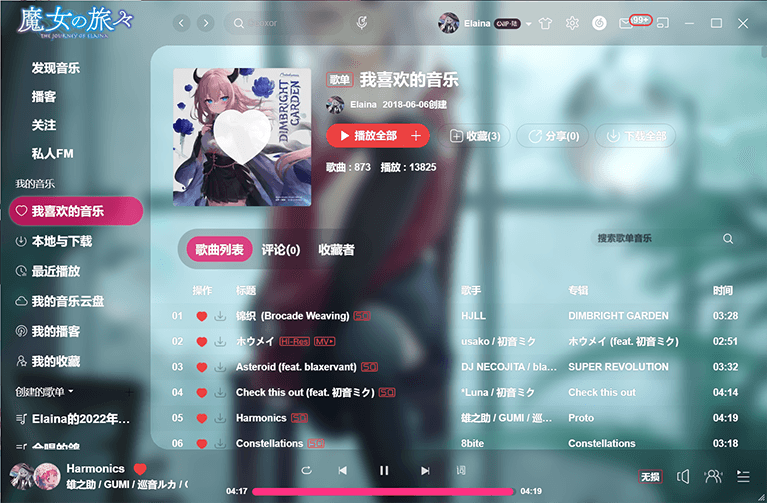 魔女の旅々
THE JOURNEY OF ELAINA
Elaina
99+
发现音乐
播客
关注
私人FM
我的音乐
我喜欢的音乐
本地与下载
最近播放
我的音乐云盘
我的播客
我的收藏
创建的歌单
Elaina的2022年...
DIMBRIGHT
GARDEN
歌单 我喜欢的音乐
Elaina 2018-06-06创建
播放全部 + 收藏(3) 分享(0) 下载全部
歌曲 : 873 播放 : 13825
歌曲列表 评论(0) 收藏者 搜索歌单音乐
操作 标题 歌手 专辑 时间
01 锦织 (Brocade Weaving) SQ HJLL DIMBRIGHT GARDEN 03:28
02 ホウメイ Hi-Res MV usako / 初音ミク ホウメイ (feat. 初音ミク) 02:51
03 Asteroid (feat. blaxervant) SQ DJ NECOJITA / bla... SUPER REVOLUTION 03:32
04 Check this out (feat. 初音ミク) SQ *Luna / 初音ミク Check this out 04:14
05 Harmonics SQ 雄之助 / GUMI / 巡... Proto 04:19
06 Constellations SQ 8bite Constellations 03:18
Harmonics
雄之助 / GUMI / 巡音ルカ / (
词
04:17 04:19
无损